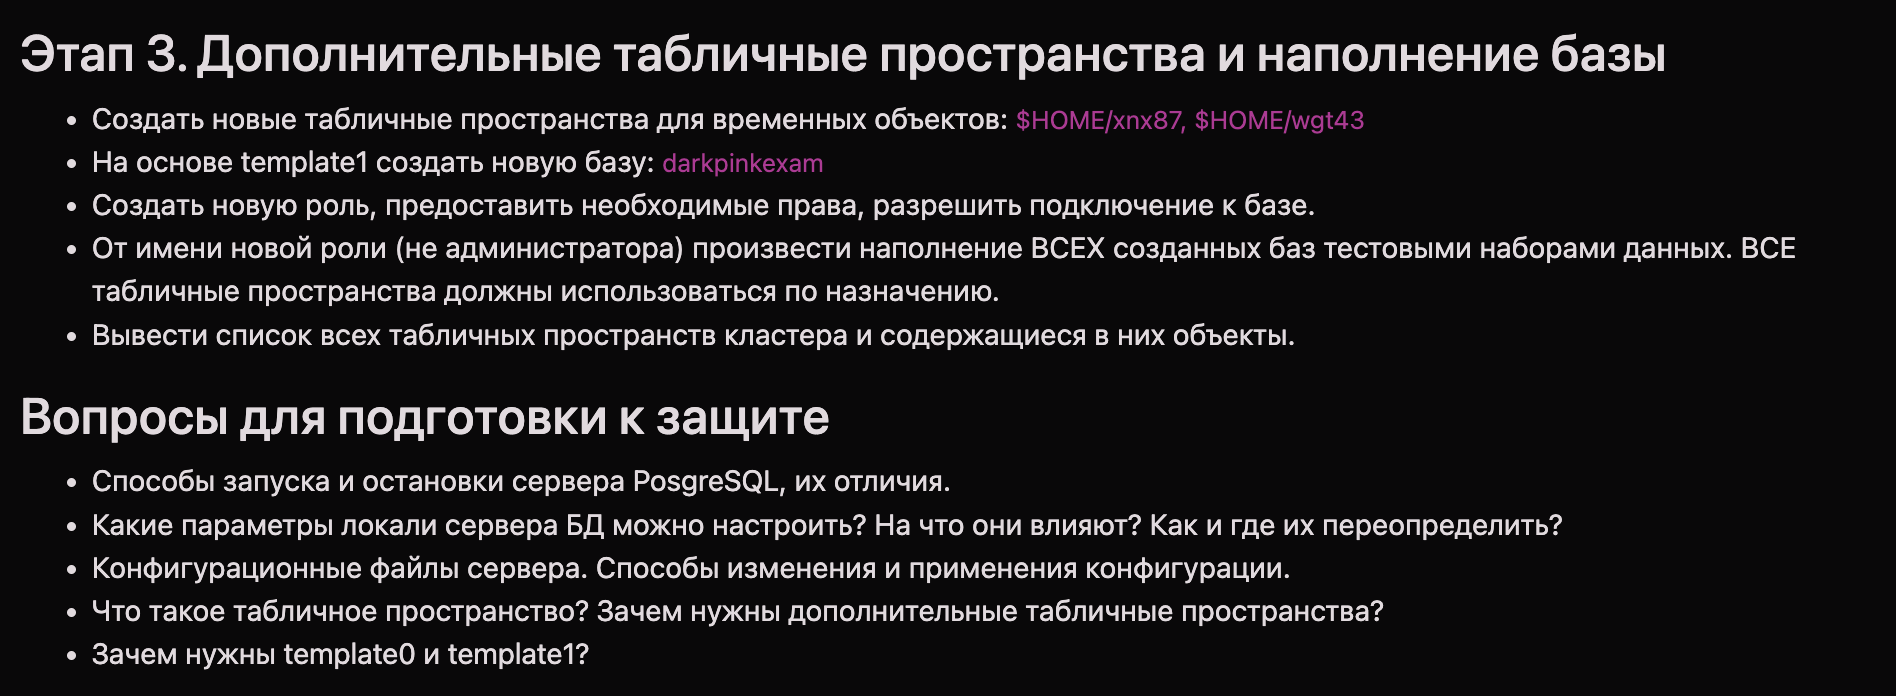 Этап 3. Дополнительные табличные пространства и наполнение базы
• Создать новые табличные пространства для временных объектов: $HOME/xnx87, $HOME/wgt43
• На основе template1 создать новую базу: darkpinkexam
• Создать новую роль, предоставить необходимые права, разрешить подключение к базе.
• От имени новой роли (не администратора) произвести наполнение ВСЕХ созданных баз тестовыми наборами данных. ВСЕ
табличные пространства должны использоваться по назначению.
• Вывести список всех табличных пространств кластера и содержащиеся в них объекты.
Вопросы для подготовки к защите
• Способы запуска и остановки сервера PosgreSQL, их отличия.
• Какие параметры локали сервера БД можно настроить? На что они влияют? Как и где их переопределить?
• Конфигурационные файлы сервера. Способы изменения и применения конфигурации.
• Что такое табличное пространство? Зачем нужны дополнительные табличные пространства?
• Зачем нужны template0 и template1?